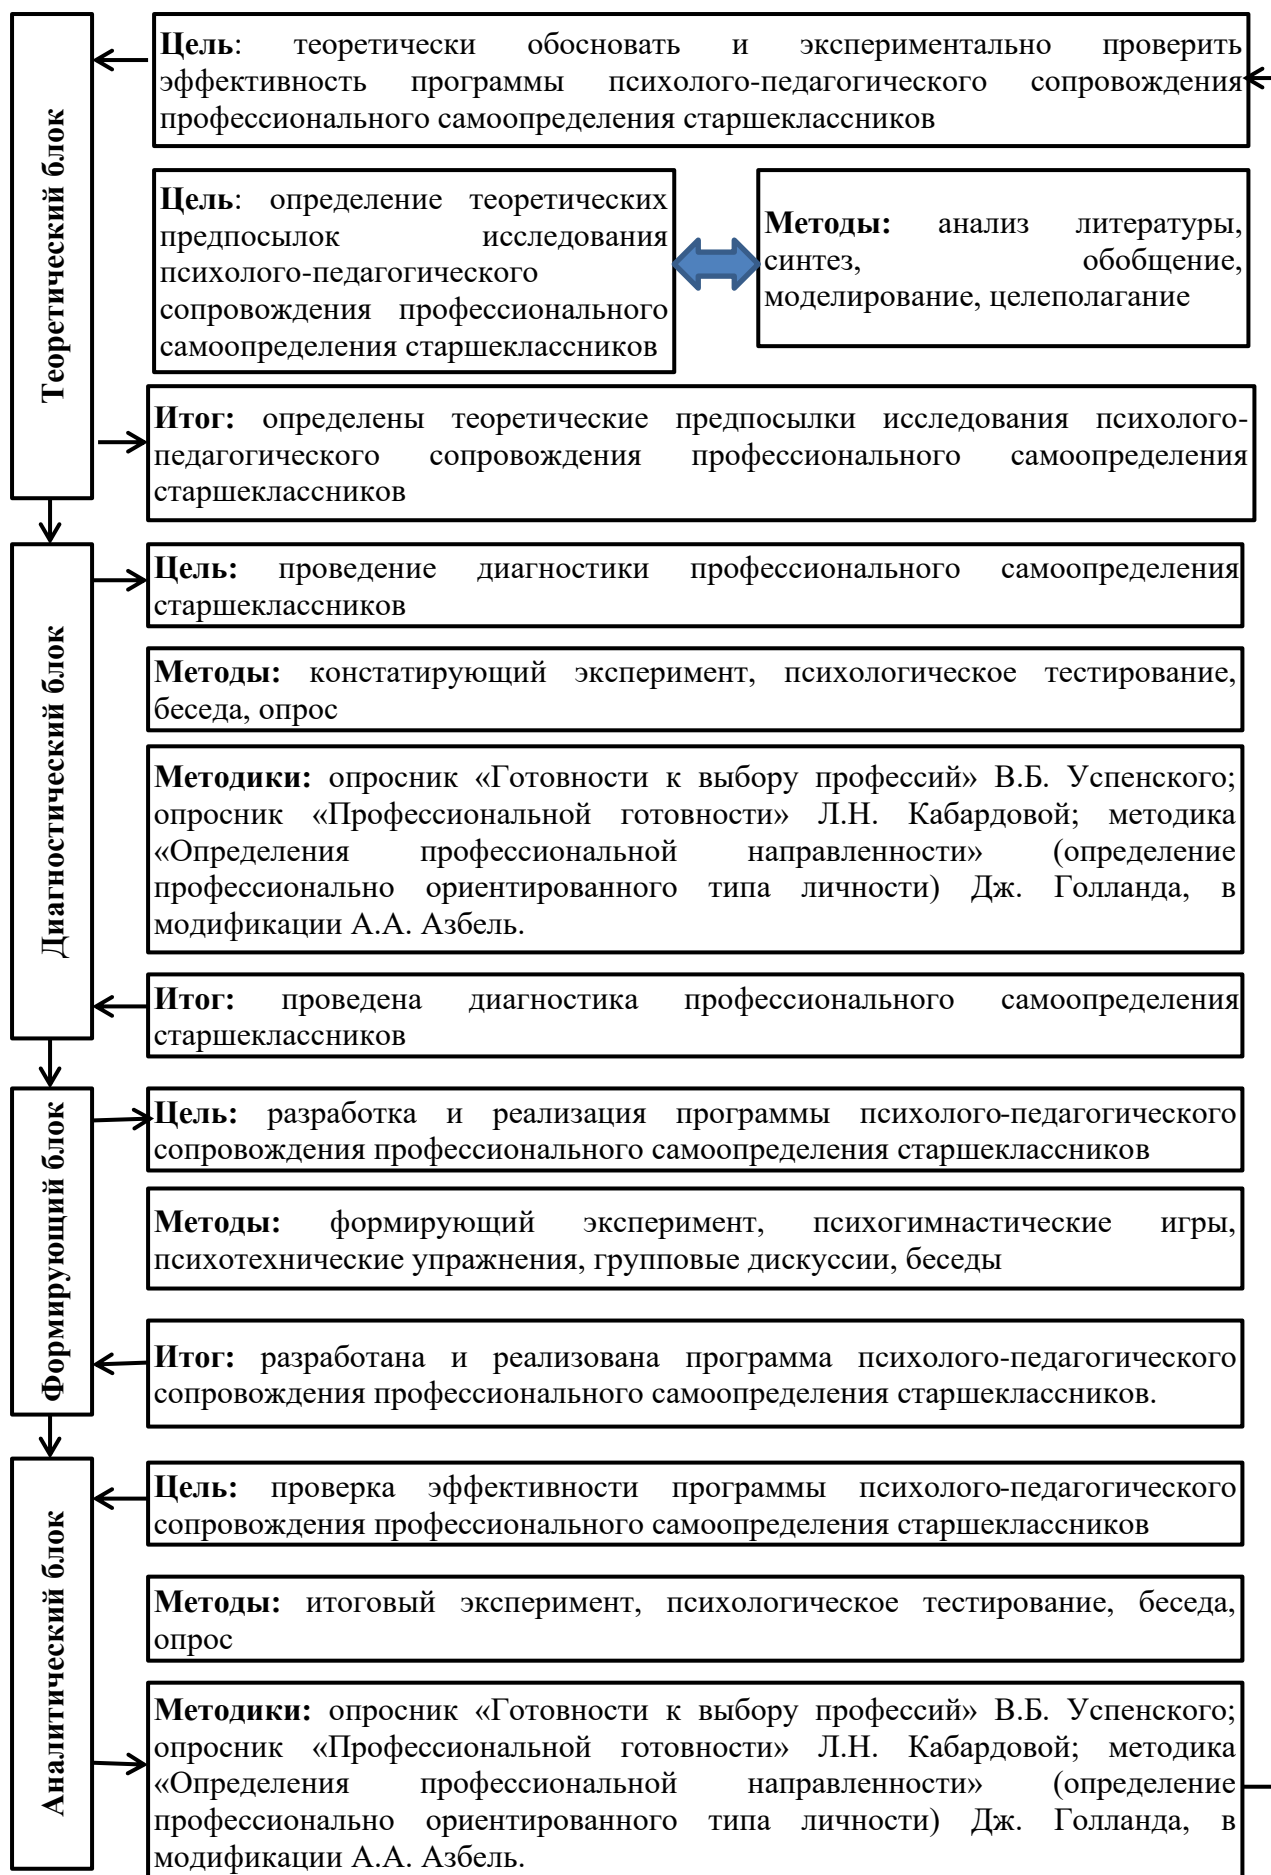 Теоретический блок
Цель: теоретически обосновать и экспериментально проверить
эффективность программы психолого-педагогического сопровождения
профессионального самоопределения старшеклассников
Цель: определение теоретических
предпосылок исследования
психолого-педагогического
сопровождения профессионального
самоопределения старшеклассников
Методы: анализ литературы,
синтез, обобщение,
моделирование, целеполагание
Итог: определены теоретические предпосылки исследования психолого-
педагогического сопровождения профессионального самоопределения
старшеклассников
Диагностический блок
Цель: проведение диагностики профессионального самоопределения
старшеклассников
Методы: констатирующий эксперимент, психологическое тестирование,
беседа, опрос
Методики: опросник «Готовности к выбору профессий» В.Б. Успенского;
опросник «Профессиональной готовности» Л.Н. Кабардовой; методика
«Определения профессиональной направленности» (определение
профессионально ориентированного типа личности) Дж. Голланда, в
модификации А.А. Азбель.
Итог: проведена диагностика профессионального самоопределения
старшеклассников
Формирующий блок
Цель: разработка и реализация программы психолого-педагогического
сопровождения профессионального самоопределения старшеклассников
Методы: формирующий эксперимент, психогимнастические игры,
психотехнические упражнения, групповые дискуссии, беседы
Итог: разработана и реализована программа психолого-педагогического
сопровождения профессионального самоопределения старшеклассников.
Аналитический блок
Цель: проверка эффективности программы психолого-педагогического
сопровождения профессионального самоопределения старшеклассников
Методы: итоговый эксперимент, психологическое тестирование, беседа,
опрос
Методики: опросник «Готовности к выбору профессий» В.Б. Успенского;
опросник «Профессиональной готовности» Л.Н. Кабардовой; методика
«Определения профессиональной направленности» (определение
профессионально ориентированного типа личности) Дж. Голланда, в
модификации А.А. Азбель.